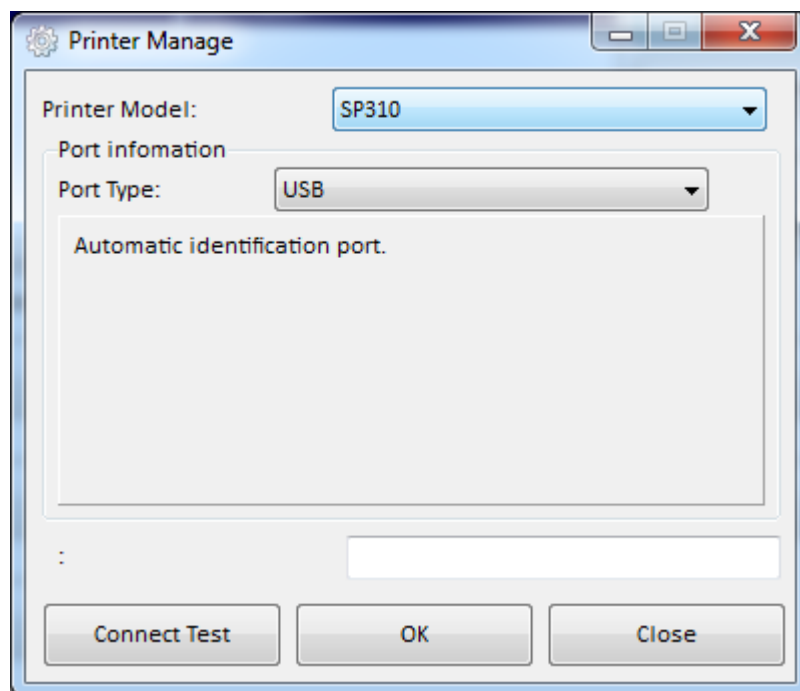 Printer Manage
Printer Model: SP310
Port infomation
Port Type: USB
Automatic identification port.
:
Connect Test OK Close